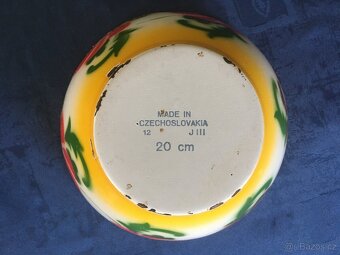 MADE IN
CZECHOSLOVAKIA
12 J III
20 cm